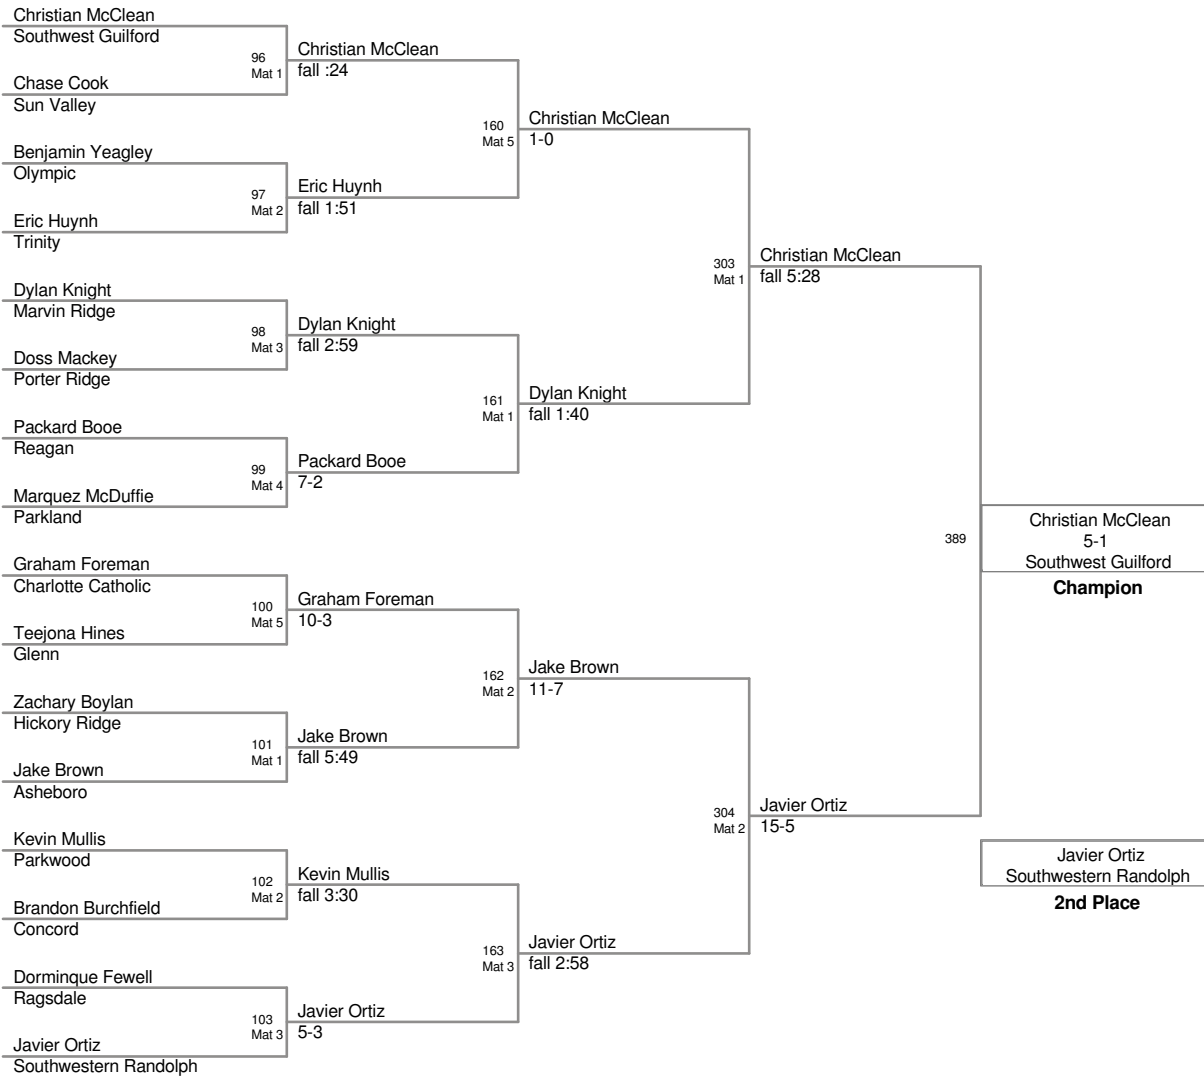 Christian McClean
Southwest Guilford
96
Mat 1
Chase Cook
Sun Valley
Christian McClean
fall :24
Benjamin Yeagley
Olympic
97
Mat 2
Eric Huynh
Trinity
Eric Huynh
fall 1:51
160
Mat 5
Christian McClean
1-0
Dylan Knight
Marvin Ridge
98
Mat 3
Doss Mackey
Porter Ridge
Dylan Knight
fall 2:59
Packard Booe
Reagan
99
Mat 4
Marquez McDuffie
Parkland
Packard Booe
7-2
161
Mat 1
Dylan Knight
fall 1:40
303
Mat 1
Christian McClean
fall 5:28
Graham Foreman
Charlotte Catholic
100
Mat 5
Teejona Hines
Glenn
Graham Foreman
10-3
Zachary Boylan
Hickory Ridge
101
Mat 1
Jake Brown
Asheboro
Jake Brown
fall 5:49
162
Mat 2
Jake Brown
11-7
Kevin Mullis
Parkwood
102
Mat 2
Brandon Burchfield
Concord
Kevin Mullis
fall 3:30
Dorminque Fewell
Ragsdale
103
Mat 3
Javier Ortiz
Southwestern Randolph
Javier Ortiz
5-3
163
Mat 3
Javier Ortiz
fall 2:58
304
Mat 2
Javier Ortiz
15-5
389
Christian McClean
5-1
Southwest Guilford
Champion
Javier Ortiz
Southwestern Randolph
2nd Place